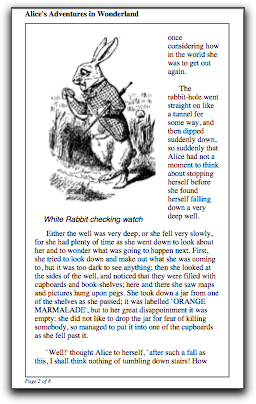 Alice's Adventures in Wonderland
once
considering how
in the world she
was to get out
again.
The
rabbit-hole went
straight on like
a tunnel for
some way, and
then dipped
suddenly down,
so suddenly that
Alice had not a
moment to think
about stopping
herself before
she found
herself falling
down a very
deep well.
White Rabbit checking watch
Either the well was very deep, or she fell very slowly,
for she had plenty of time as she went down to look about
her and to wonder what was going to happen next. First,
she tried to look down and make out what she was coming
to, but it was too dark to see anything; then she looked at
the sides of the well, and noticed that they were filled with
cupboards and book-shelves; here and there she saw maps
and pictures hung upon pegs. She took down a jar from one
of the shelves as she passed; it was labelled `ORANGE
MARMALADE', but to her great disappointment it was
empty: she did not like to drop the jar for fear of killing
somebody, so managed to put it into one of the cupboards
as she fell past it.
`Well!' thought Alice to herself, `after such a fall as
this, I shall think nothing of tumbling down stairs! How
Page 2 of 8